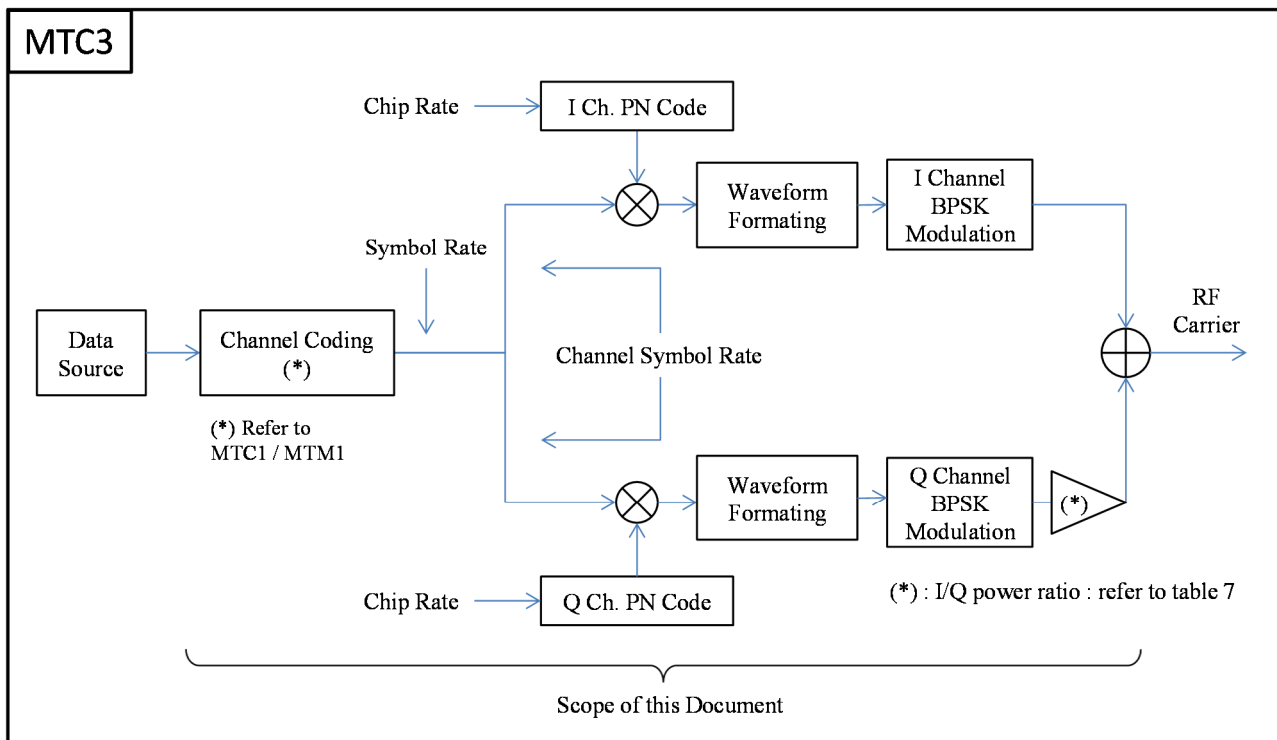 MTC3
Chip Rate
I Ch. PN Code
Waveform
Formating
I Channel
BPSK
Modulation
Symbol Rate
RF
Carrier
Data
Source
Channel Coding
(*)
Channel Symbol Rate
(*) Refer to
MTC1 / MTM1
Waveform
Formating
Q Channel
BPSK
Modulation
(*)
Chip Rate
Q Ch. PN Code
(*) : I/Q power ratio : refer to table 7
Scope of this Document